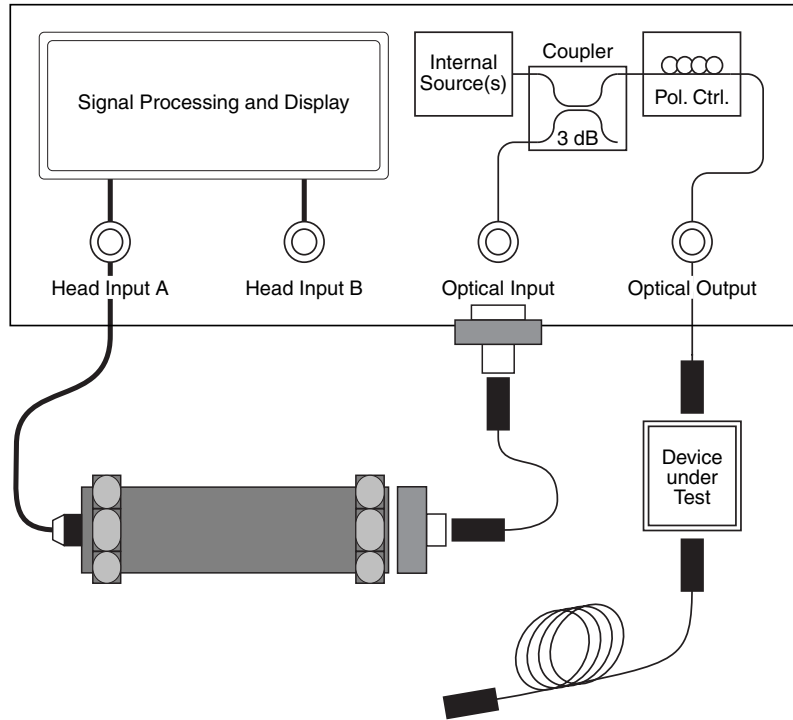 Signal Processing and Display
Internal
Source(s)
Coupler
3 dB
Pol. Ctrl.
Head Input A
Head Input B
Optical Input
Optical Output
Device
under
Test